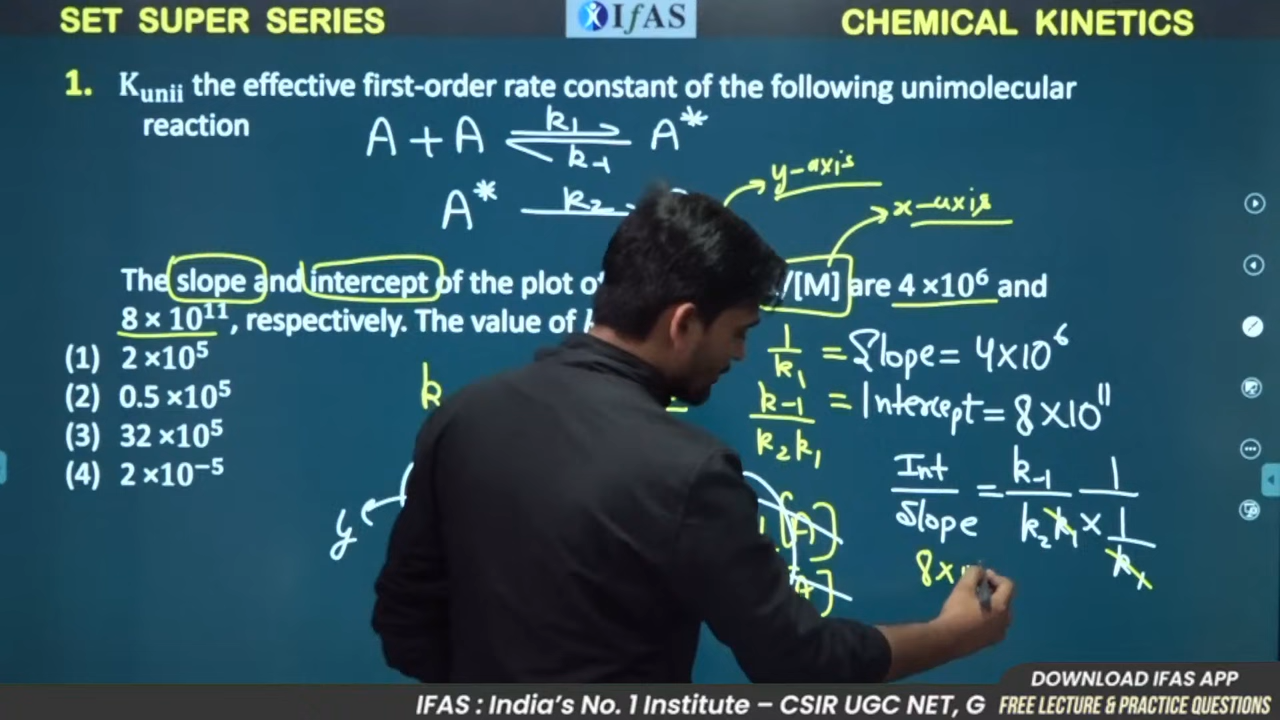 SET SUPER SERIES
IFAS
CHEMICAL KINETICS
1. Kunii the effective first-order rate constant of the following unimolecular
reaction
A + A ⇌ A*
k1
k-1
A* k2
y-axis
x-axis
The slope and intercept of the plot o /[M] are 4 ×10⁶ and
8 × 10¹¹, respectively. The value of
(1) 2 ×10⁵
(2) 0.5 ×10⁵
(3) 32 ×10⁵
(4) 2 ×10⁻⁵
k
y
1/k1 = Slope = 4×10⁶
k-1/k2k1 = Intercept = 8×10¹¹
Int/Slope = k-1/k2k1 × 1/1/k1
8×
DOWNLOAD IFAS APP
IFAS : India's No. 1 Institute – CSIR UGC NET, G
FREE LECTURE & PRACTICE QUESTIONS